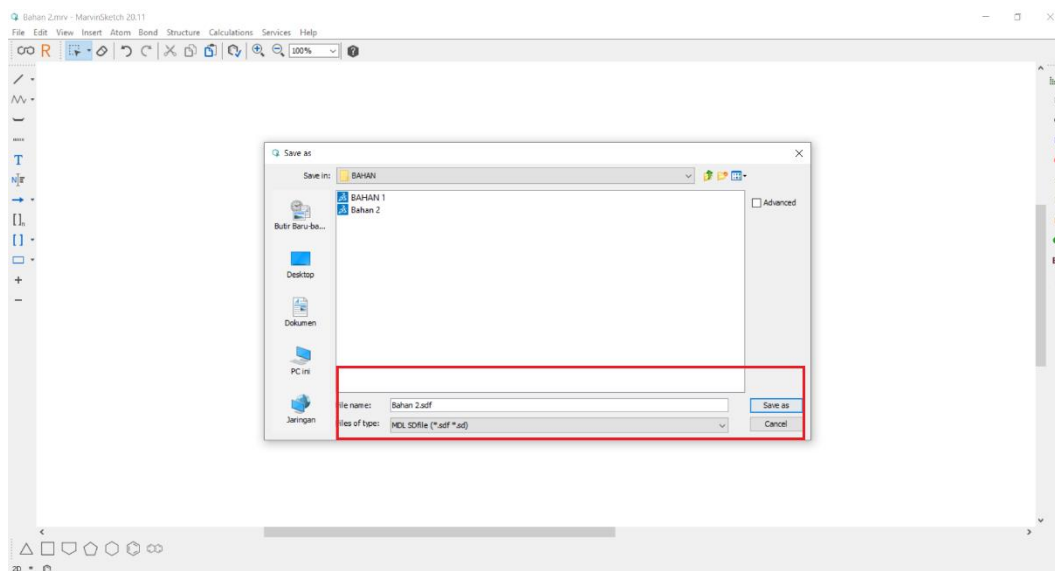 Bahan 2.mrv - MarvinSketch 20.11
File Edit View Insert Atom Bond Structure Calculations Services Help
R 100%
T
N
[ ]n
[ ]
Save as
Save in: BAHAN
BAHAN 1
Bahan 2
Advanced
Butir Baru-ba...
Desktop
Dokumen
PC ini
Jaringan
File name: Bahan 2.sdf Save as
Files of type: MDL SDfile (*.sdf *.sd) Cancel
2D